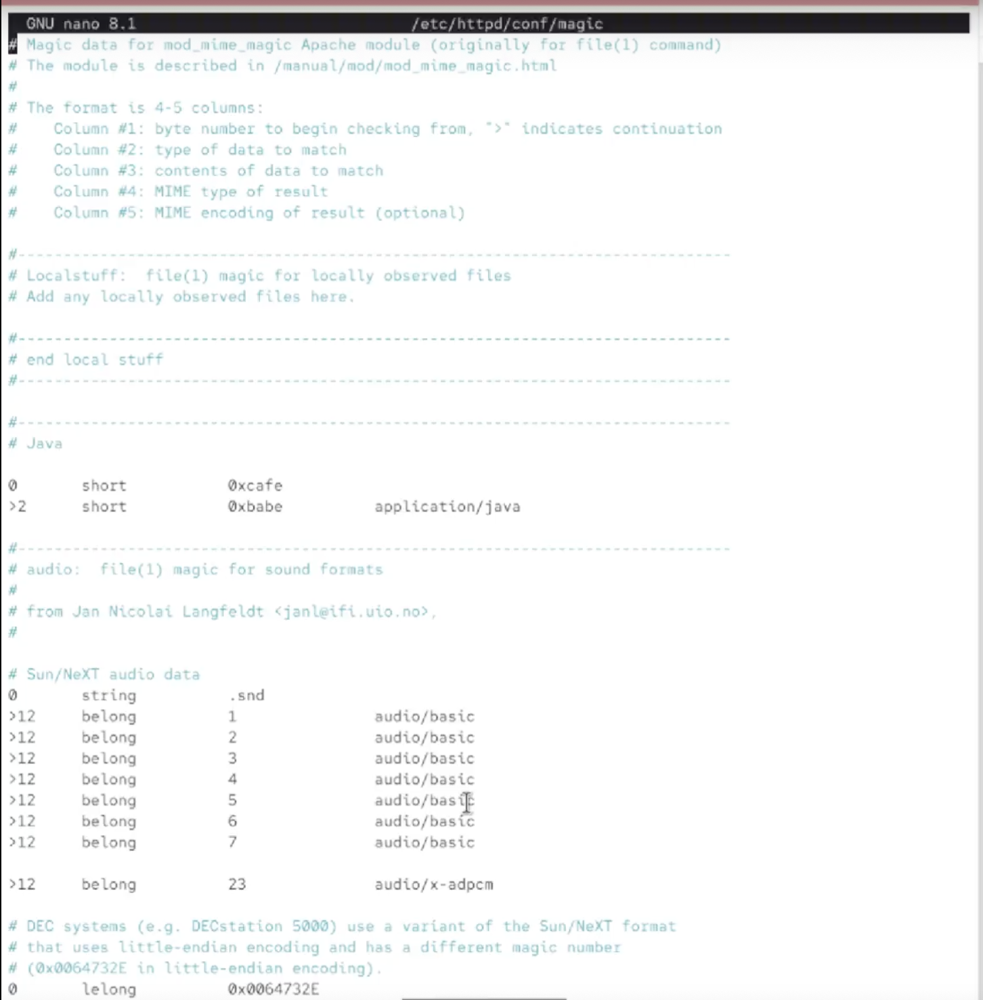 GNU nano 8.1 /etc/httpd/conf/magic
# Magic data for mod_mime_magic Apache module (originally for file(1) command)
# The module is described in /manual/mod/mod_mime_magic.html
#
# The format is 4-5 columns:
#    Column #1: byte number to begin checking from, ">" indicates continuation
#    Column #2: type of data to match
#    Column #3: contents of data to match
#    Column #4: MIME type of result
#    Column #5: MIME encoding of result (optional)
#------------------------------------------------------------------------------
# Localstuff:  file(1) magic for locally observed files
# Add any locally observed files here.
#------------------------------------------------------------------------------
# end local stuff
#------------------------------------------------------------------------------
#------------------------------------------------------------------------------
# Java
0       short           0xcafe
>2      short           0xbabe          application/java
#------------------------------------------------------------------------------
# audio:  file(1) magic for sound formats
#
# from Jan Nicolai Langfeldt <janl@ifi.uio.no>,
#
# Sun/NeXT audio data
0       string          .snd
>12     belong          1               audio/basic
>12     belong          2               audio/basic
>12     belong          3               audio/basic
>12     belong          4               audio/basic
>12     belong          5               audio/basic
>12     belong          6               audio/basic
>12     belong          7               audio/basic
>12     belong          23              audio/x-adpcm
# DEC systems (e.g. DECstation 5000) use a variant of the Sun/NeXT format
# that uses little-endian encoding and has a different magic number
# (0x0064732E in little-endian encoding).
0       lelong          0x0064732E